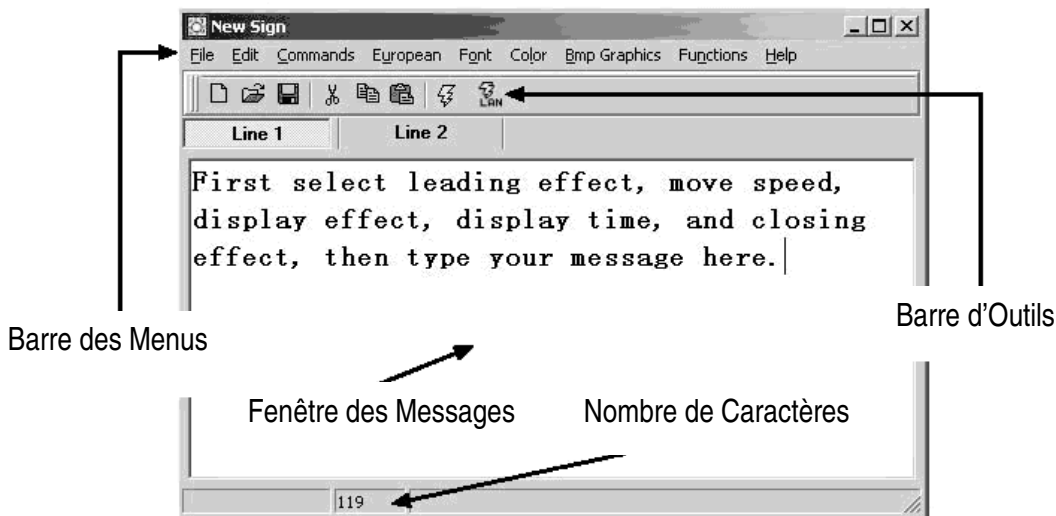 New Sign
File Edit Commands European Font Color Bmp Graphics Functions Help
LAN
Line 1 Line 2
First select leading effect, move speed,
display effect, display time, and closing
effect, then type your message here.
Barre d'Outils
Barre des Menus
Fenêtre des Messages Nombre de Caractères
119